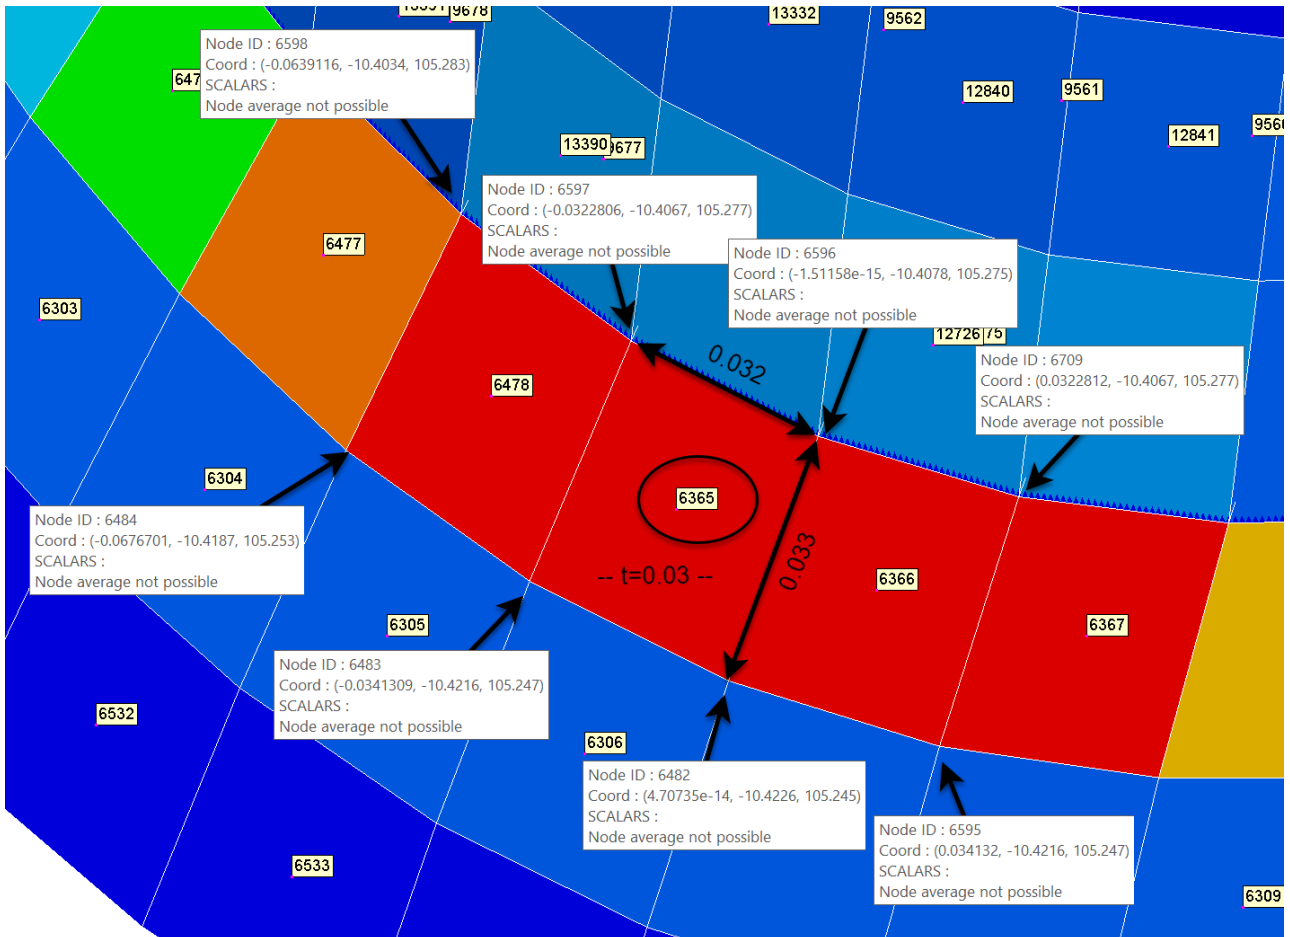 13332
9562
9678
Node ID : 6598
Coord : (-0.0639116, -10.4034, 105.283)
SCALARS :
Node average not possible
12840
9561
12841
13390
9677
Node ID : 6597
Coord : (-0.0322806, -10.4067, 105.277)
SCALARS :
Node average not possible
6477
Node ID : 6596
Coord : (-1.51158e-15, -10.4078, 105.275)
SCALARS :
Node average not possible
6303
12726
75
0.032
Node ID : 6709
Coord : (0.0322812, -10.4067, 105.277)
SCALARS :
Node average not possible
6478
6304
6365
Node ID : 6484
Coord : (-0.0676701, -10.4187, 105.253)
SCALARS :
Node average not possible
0.033
-- t=0.03 --
6366
6305
6367
Node ID : 6483
Coord : (-0.0341309, -10.4216, 105.247)
SCALARS :
Node average not possible
6532
6306
Node ID : 6482
Coord : (4.70735e-14, -10.4226, 105.245)
SCALARS :
Node average not possible
Node ID : 6595
Coord : (0.034132, -10.4216, 105.247)
SCALARS :
Node average not possible
6533
6309